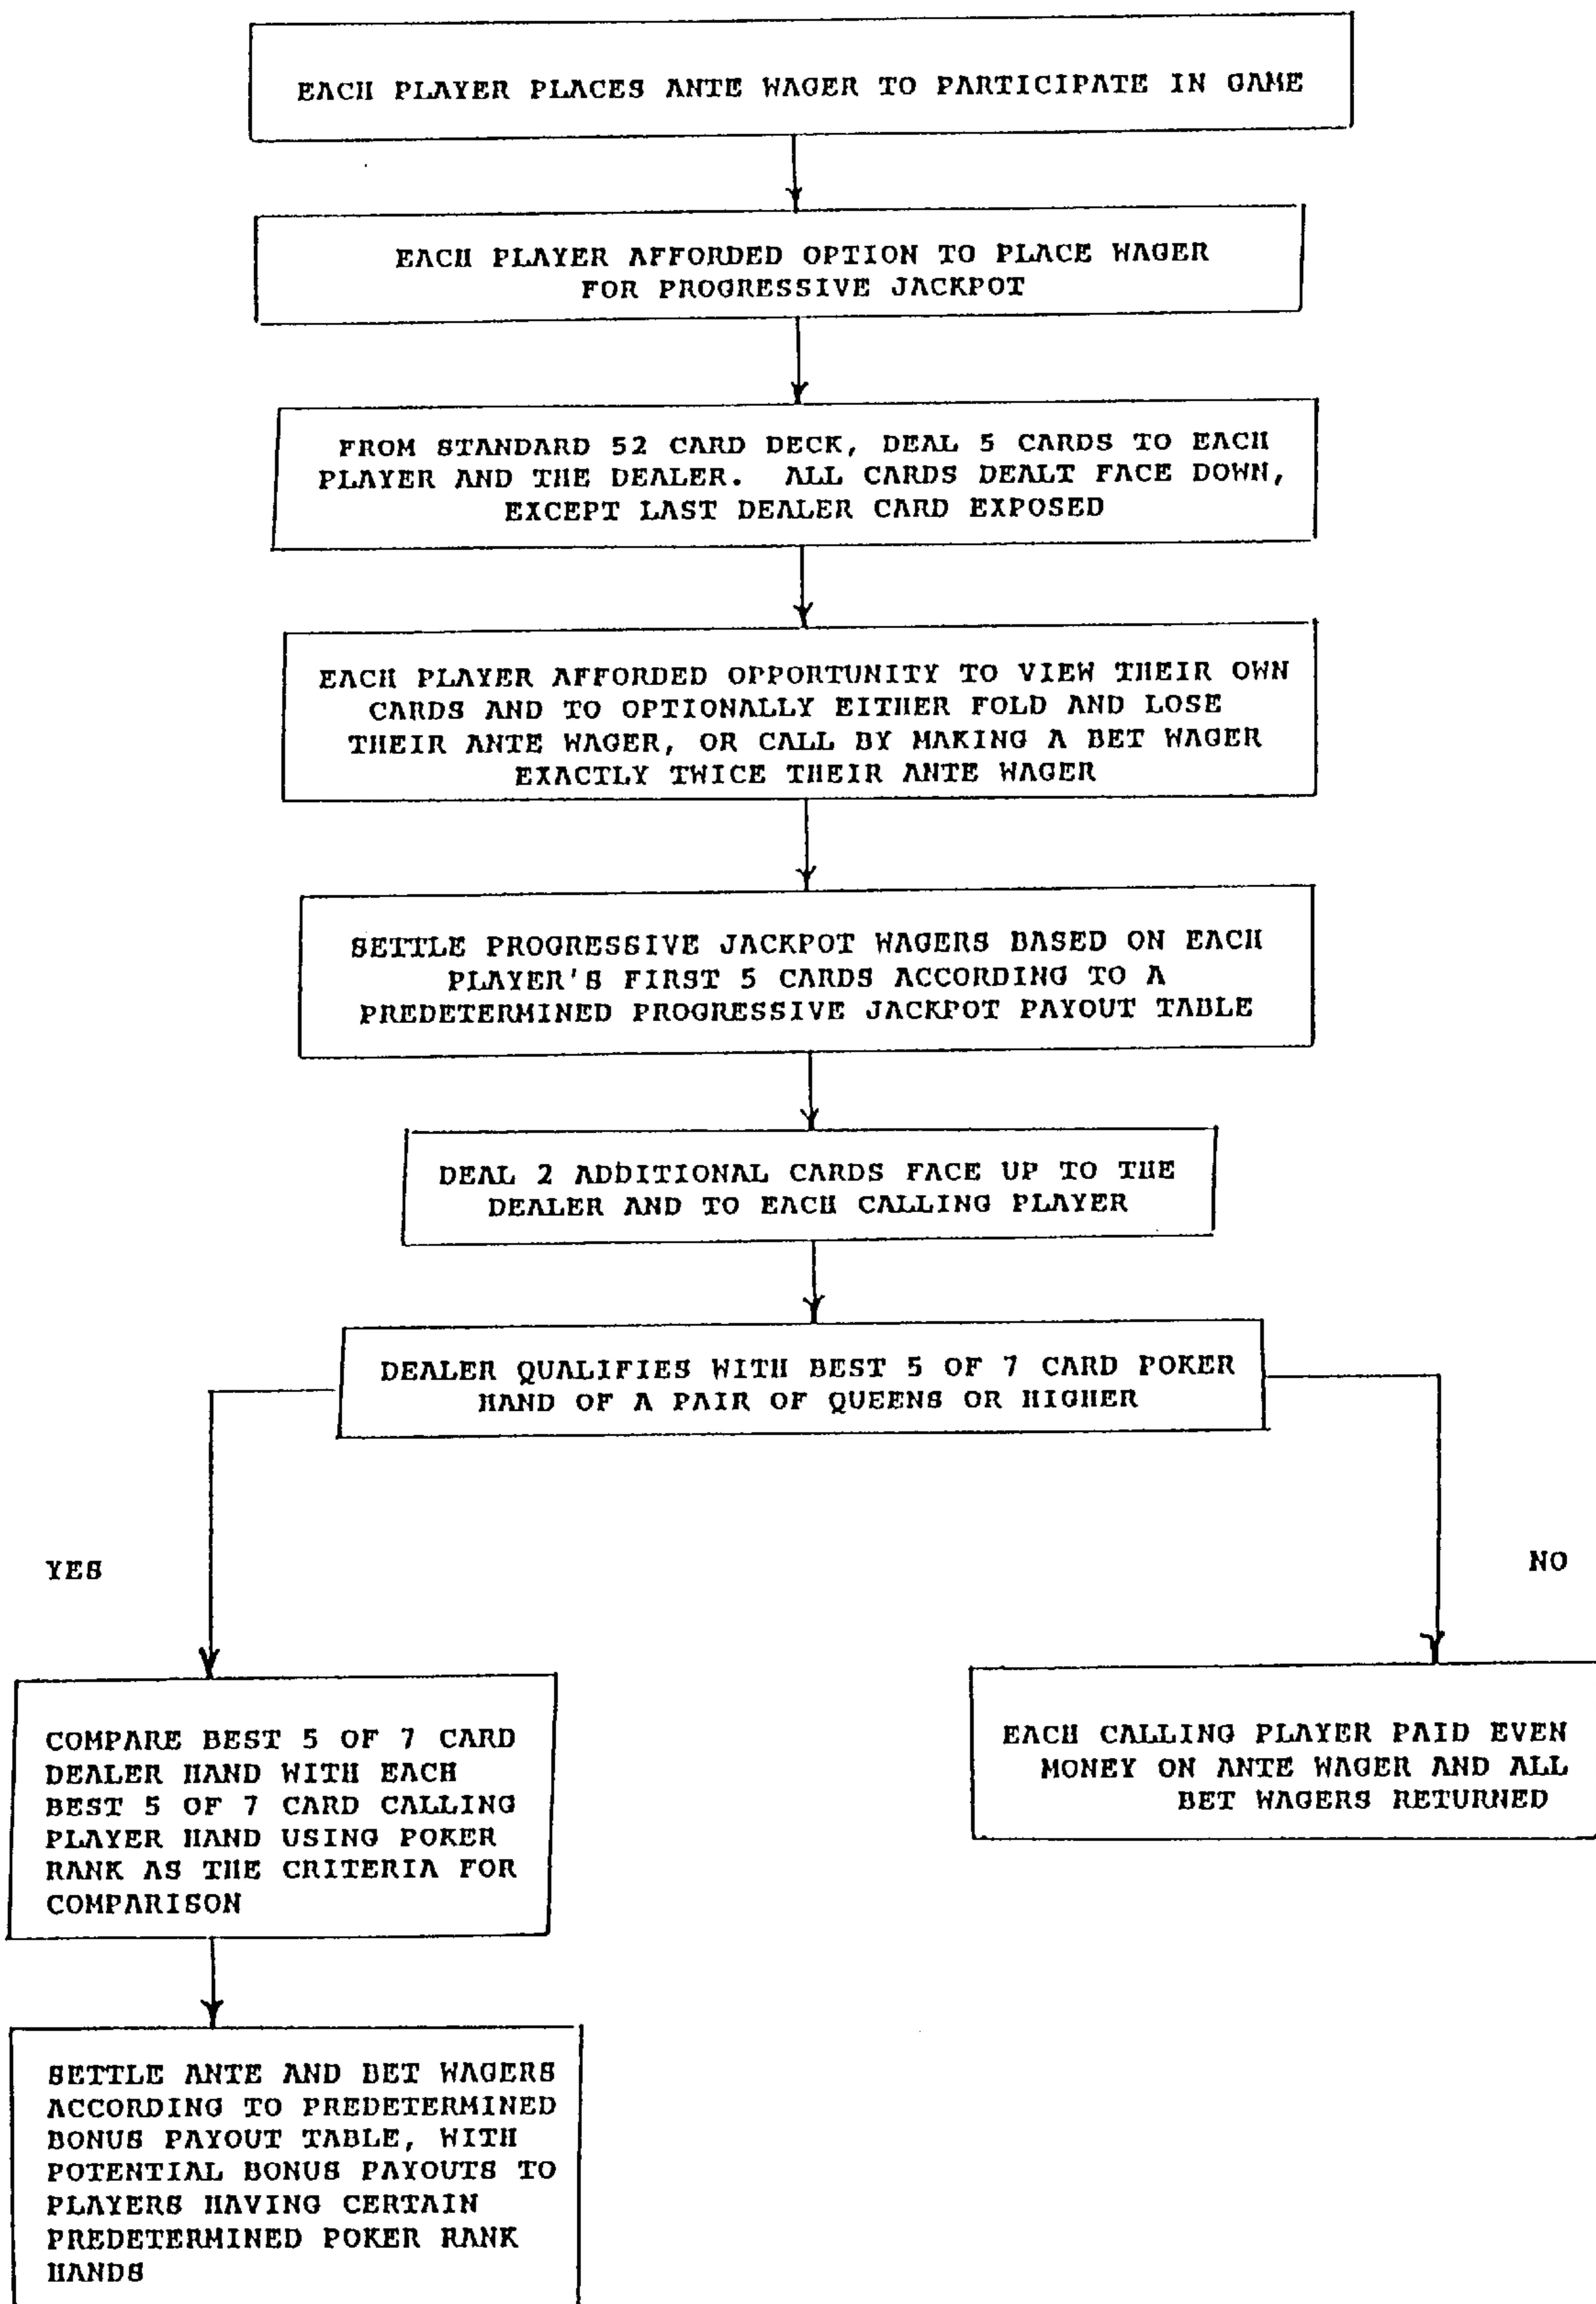 EACH PLAYER PLACES ANTE WAGER TO PARTICIPATE IN GAME
EACH PLAYER AFFORDED OPTION TO PLACE WAGER
FOR PROGRESSIVE JACKPOT
FROM STANDARD 52 CARD DECK, DEAL 5 CARDS TO EACH
PLAYER AND THE DEALER. ALL CARDS DEALT FACE DOWN,
EXCEPT LAST DEALER CARD EXPOSED
EACH PLAYER AFFORDED OPPORTUNITY TO VIEW THEIR OWN
CARDS AND TO OPTIONALLY EITHER FOLD AND LOSE
THEIR ANTE WAGER, OR CALL BY MAKING A BET WAGER
EXACTLY TWICE THEIR ANTE WAGER
SETTLE PROGRESSIVE JACKPOT WAGERS BASED ON EACH
PLAYER'S FIRST 5 CARDS ACCORDING TO A
PREDETERMINED PROGRESSIVE JACKPOT PAYOUT TABLE
DEAL 2 ADDITIONAL CARDS FACE UP TO THE
DEALER AND TO EACH CALLING PLAYER
DEALER QUALIFIES WITH BEST 5 OF 7 CARD POKER
HAND OF A PAIR OF QUEENS OR HIGHER
YES
NO
COMPARE BEST 5 OF 7 CARD
DEALER HAND WITH EACH
BEST 5 OF 7 CARD CALLING
PLAYER HAND USING POKER
RANK AS THE CRITERIA FOR
COMPARISON
EACH CALLING PLAYER PAID EVEN
MONEY ON ANTE WAGER AND ALL
BET WAGERS RETURNED
SETTLE ANTE AND BET WAGERS
ACCORDING TO PREDETERMINED
BONUS PAYOUT TABLE, WITH
POTENTIAL BONUS PAYOUTS TO
PLAYERS HAVING CERTAIN
PREDETERMINED POKER RANK
HANDS